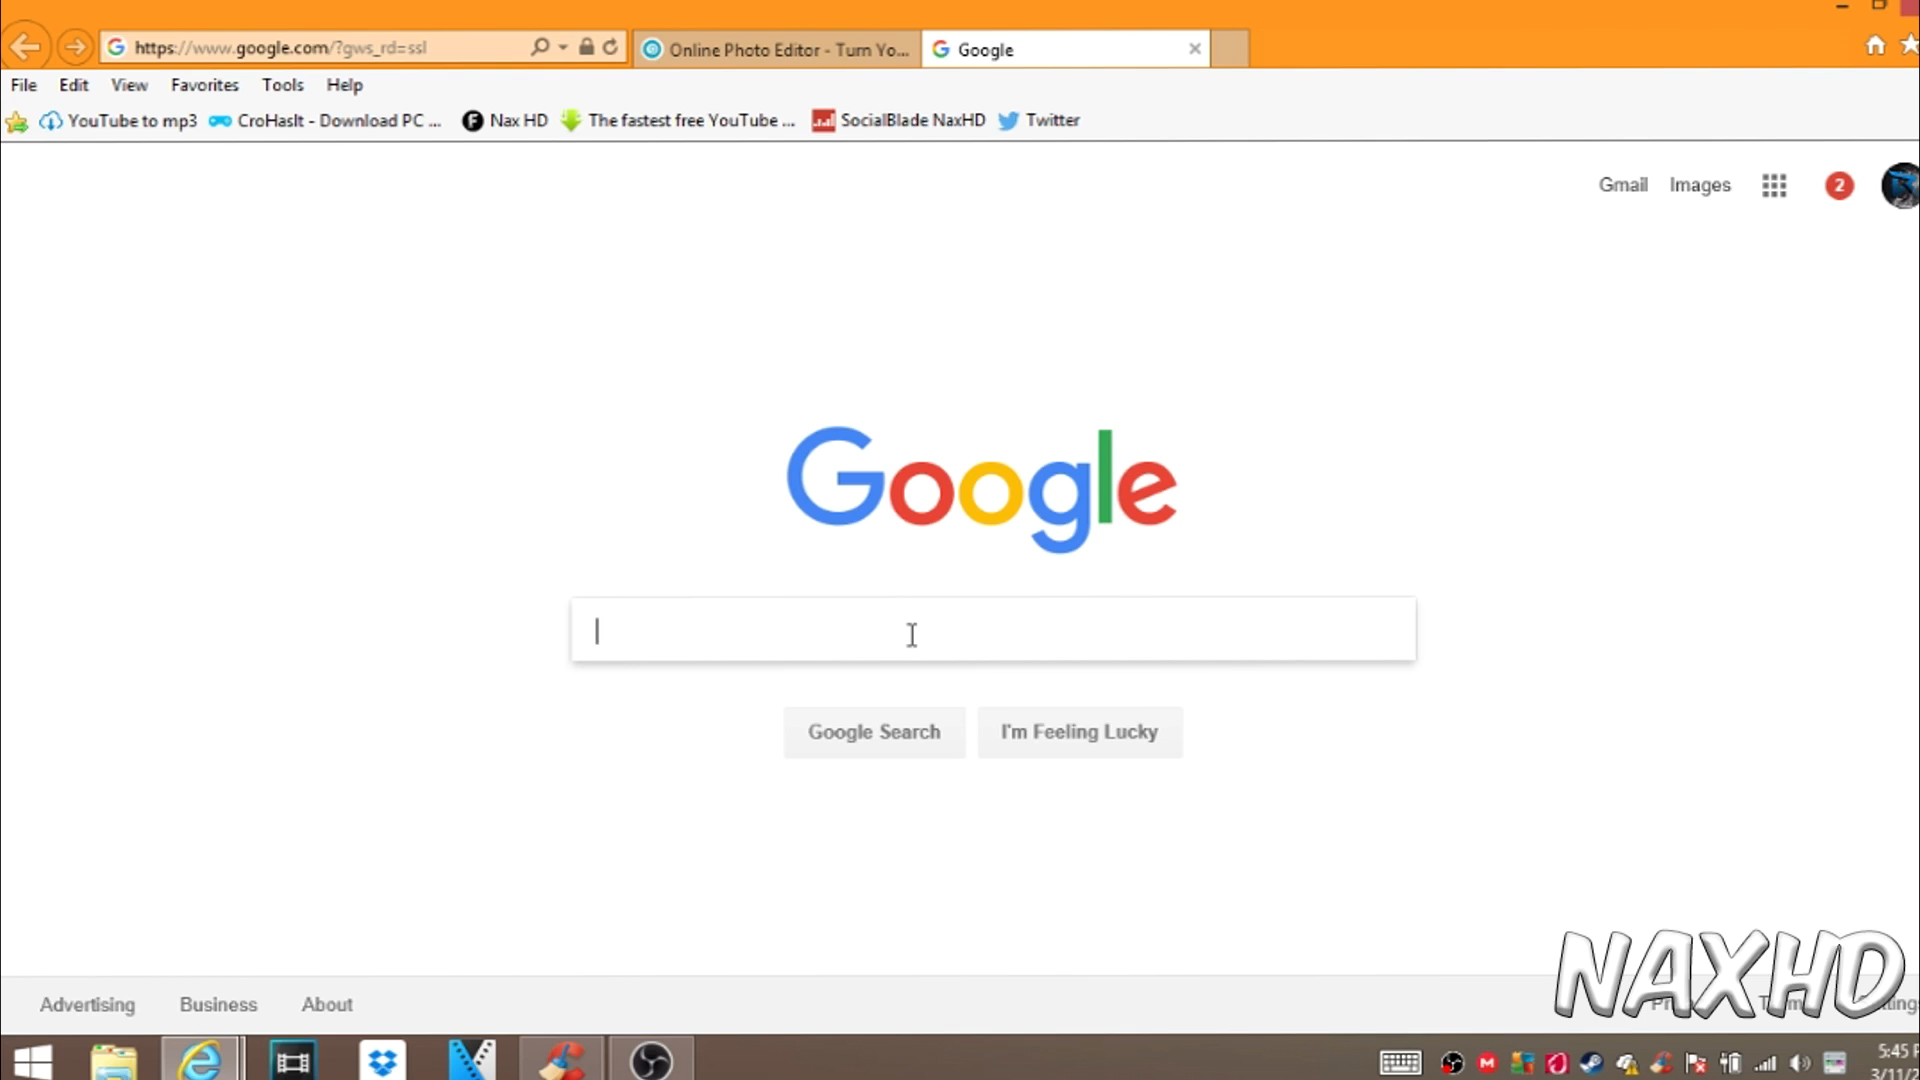 https://www.google.com/?gws_rd=ssl
Online Photo Editor - Turn Yo...
Google
File Edit View Favorites Tools Help
YouTube to mp3 CroHasIt - Download PC ... Nax HD The fastest free YouTube ... SocialBlade NaxHD Twitter
Gmail Images 2
Google
Google Search I'm Feeling Lucky
NAXHD
Advertising Business About
5:45